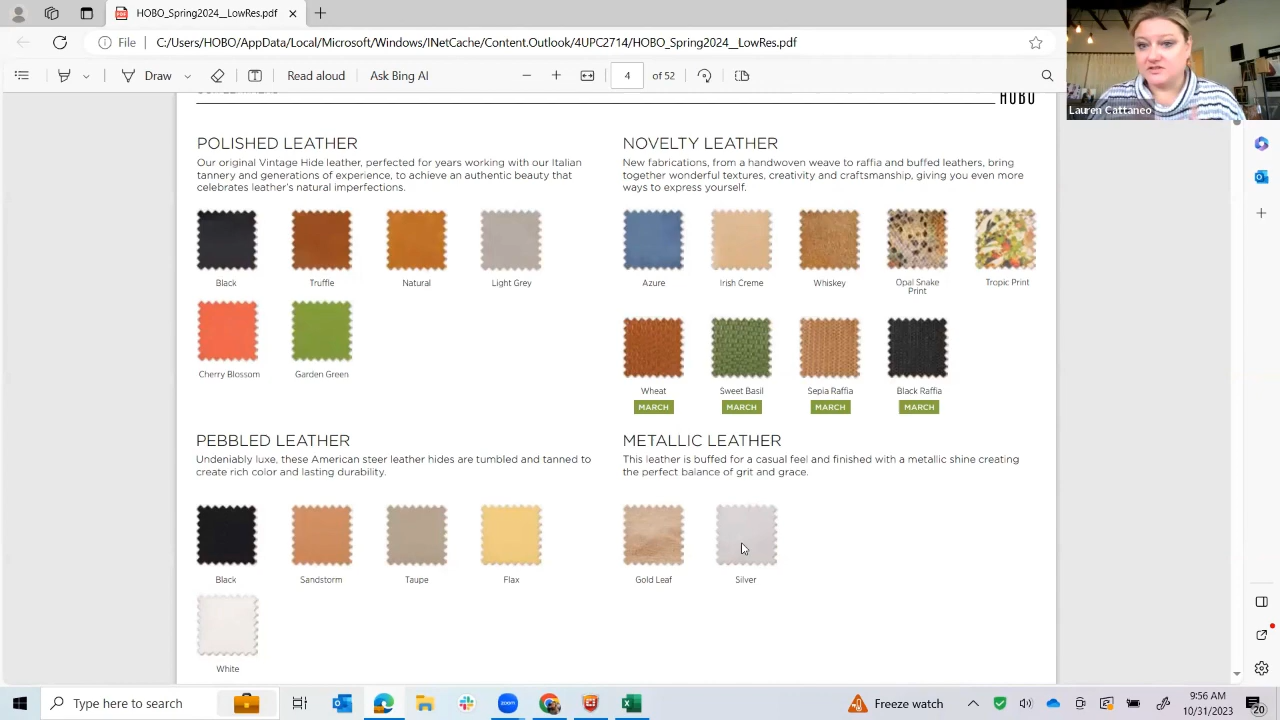 HOBO_Spring2024__LowRes.pdf
File
C:/Users/HOBO/AppData/Local/Microsoft/Windows/INetCache/Content.Outlook/4UPC2714/HOBO_Spring2024__LowRes.pdf
Draw
Read aloud
Ask Bing AI
4 of 52
Lauren Cattaneo
HOBO
POLISHED LEATHER
Our original Vintage Hide leather, perfected for years working with our Italian
tannery and generations of experience, to achieve an authentic beauty that
celebrates leather's natural imperfections.
Black
Truffle
Natural
Light Grey
Cherry Blossom
Garden Green
NOVELTY LEATHER
New fabrications, from a handwoven weave to raffia and buffed leathers, bring
together wonderful textures, creativity and craftsmanship, giving you even more
ways to express yourself.
Azure
Irish Creme
Whiskey
Opal Snake
Print
Tropic Print
Wheat
Sweet Basil
Sepia Raffia
Black Raffia
MARCH
MARCH
MARCH
MARCH
PEBBLED LEATHER
Undeniably luxe, these American steer leather hides are tumbled and tanned to
create rich color and lasting durability.
Black
Sandstorm
Taupe
Flax
White
METALLIC LEATHER
This leather is buffed for a casual feel and finished with a metallic shine creating
the perfect balance of grit and grace.
Gold Leaf
Silver
Type here to search
zoom
Freeze watch
9:56 AM
10/31/2023
20